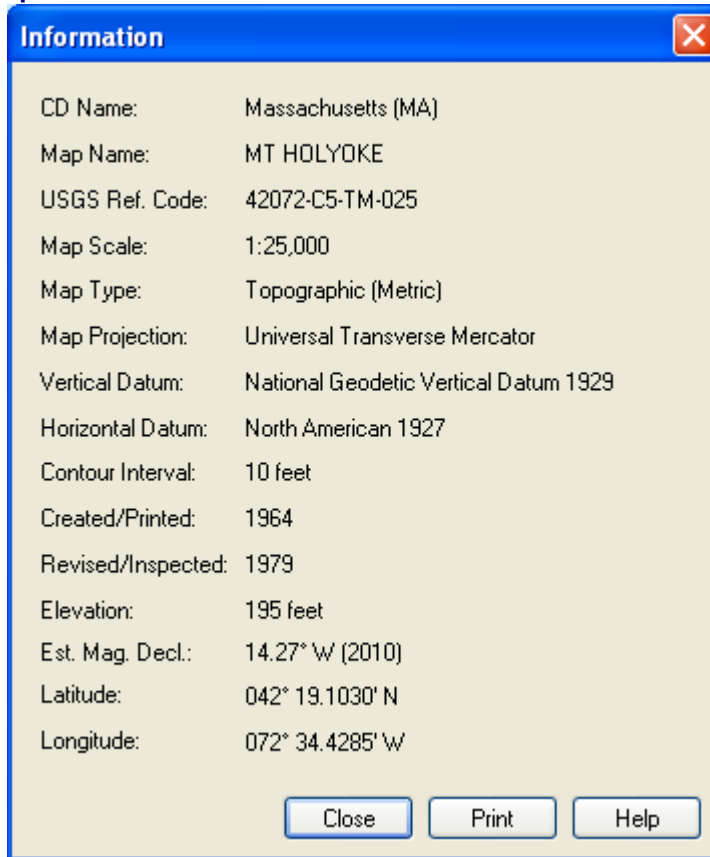 Information
CD Name: Massachusetts (MA)
Map Name: MT HOLYOKE
USGS Ref. Code: 42072-C5-TM-025
Map Scale: 1:25,000
Map Type: Topographic (Metric)
Map Projection: Universal Transverse Mercator
Vertical Datum: National Geodetic Vertical Datum 1929
Horizontal Datum: North American 1927
Contour Interval: 10 feet
Created/Printed: 1964
Revised/Inspected: 1979
Elevation: 195 feet
Est. Mag. Decl.: 14.27° W (2010)
Latitude: 042° 19.1030' N
Longitude: 072° 34.4285' W
Close Print Help